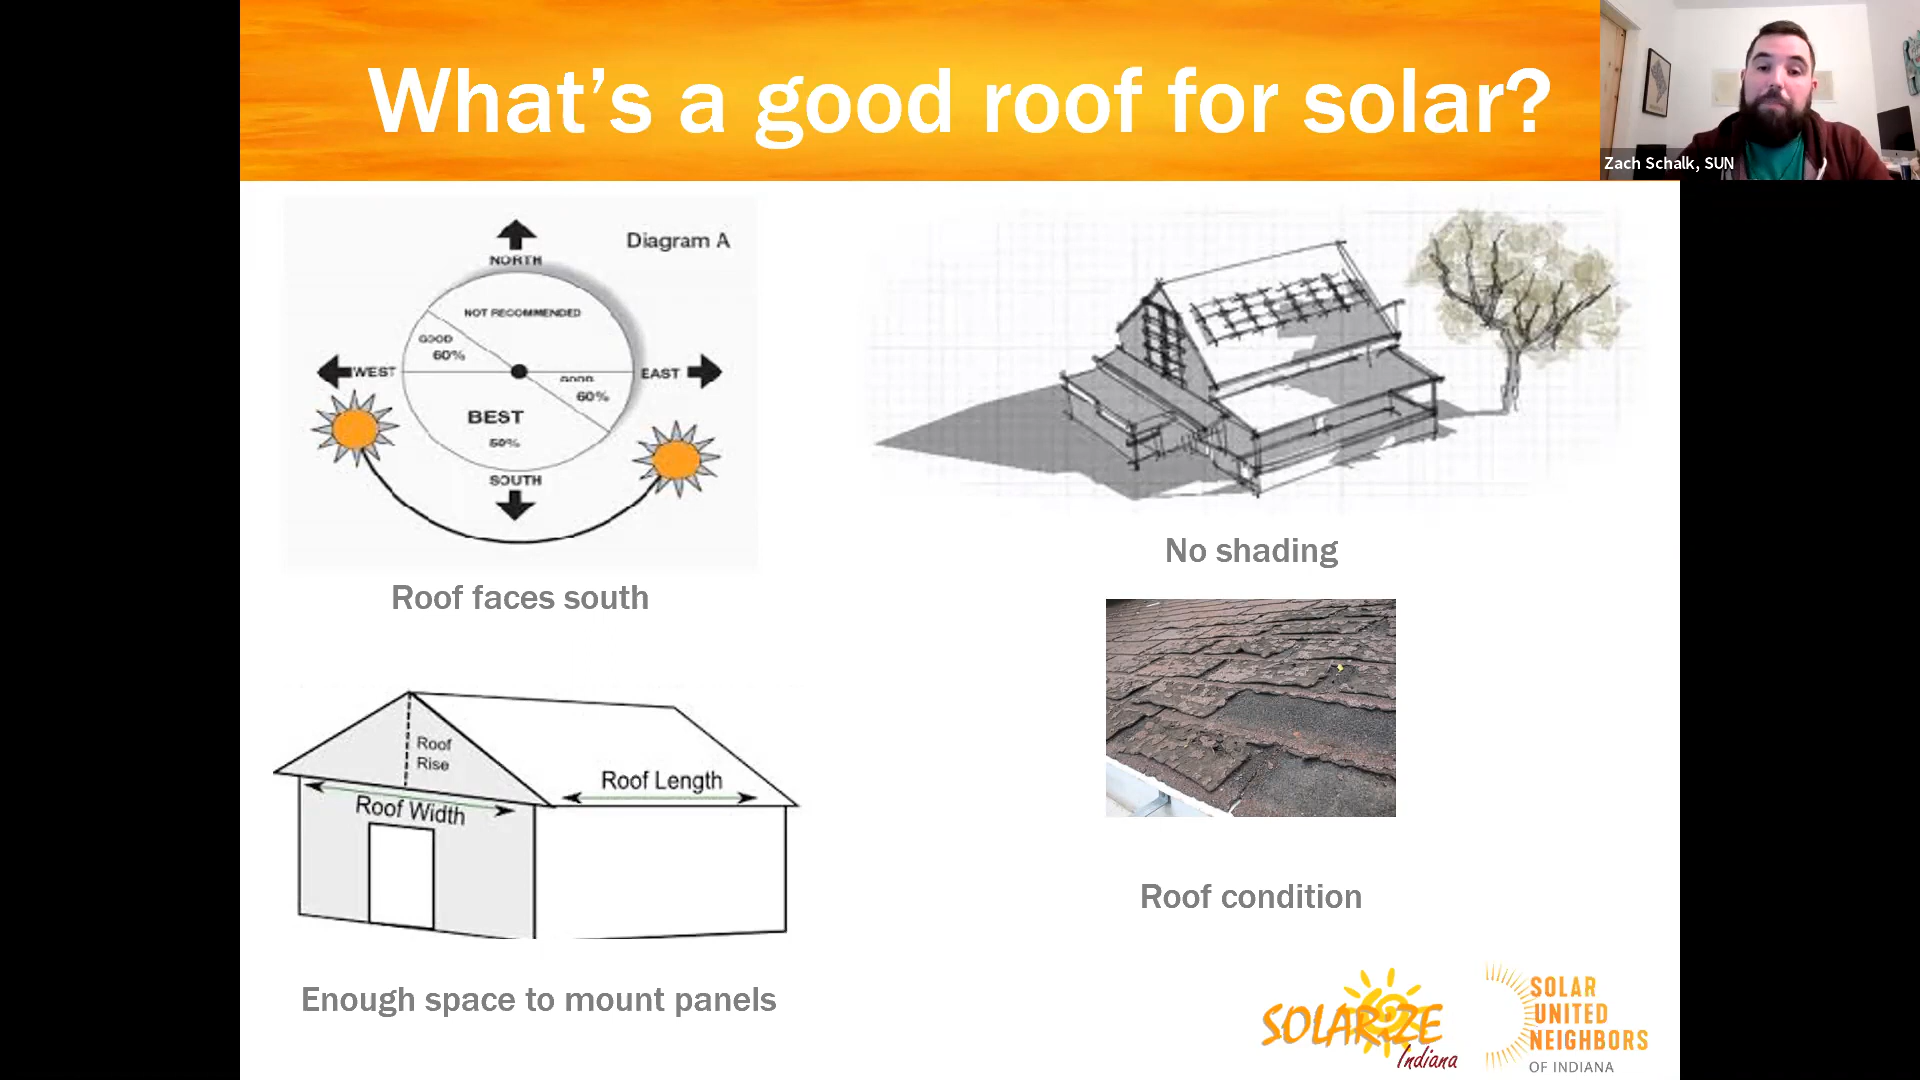 What's a good roof for solar?
Zach Schalk, SUN
Diagram A
NORTH
NOT RECOMMENDED
GOOD
60%
WEST
EAST
GOOD
60%
BEST
50%
SOUTH
Roof faces south
No shading
Roof
Rise
Roof Length
Roof Width
Enough space to mount panels
Roof condition
SOLARIZE
Indiana
SOLAR
UNITED
NEIGHBORS
OF INDIANA